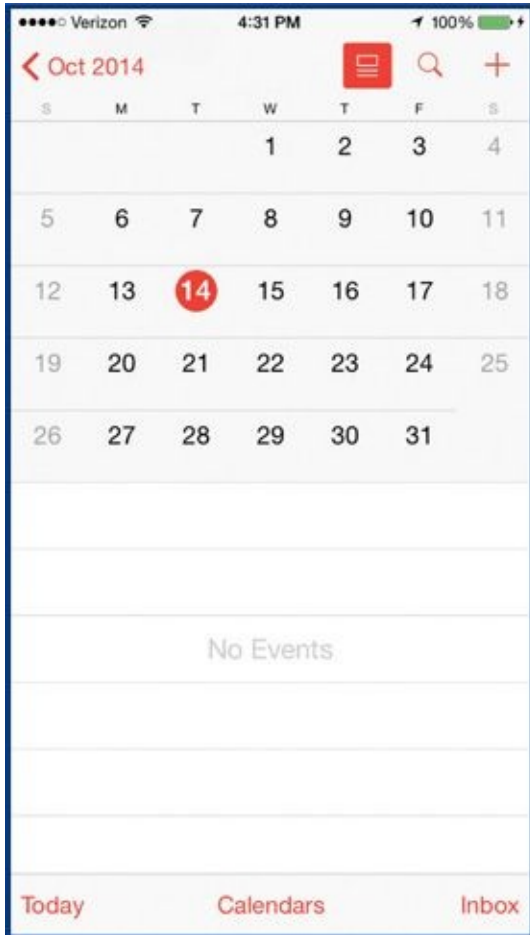 Verizon 4:31 PM 100%
Oct 2014
S M T W T F S
1 2 3 4
5 6 7 8 9 10 11
12 13 14 15 16 17 18
19 20 21 22 23 24 25
26 27 28 29 30 31
No Events
Today Calendars Inbox